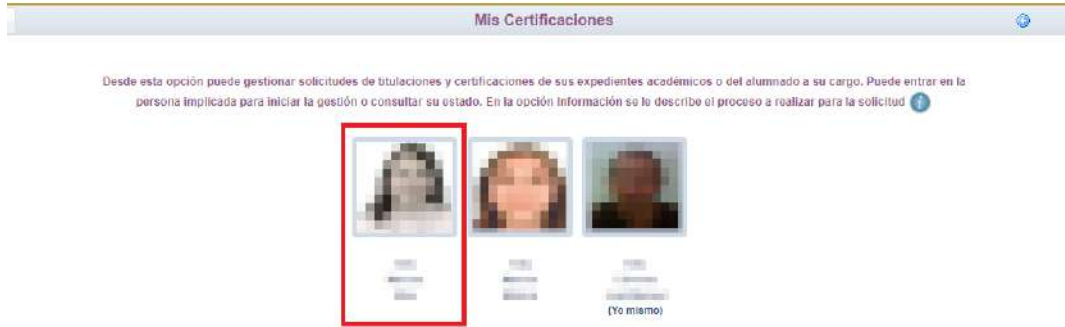 Mis Certificaciones
Desde esta opción puede gestionar solicitudes de titulaciones y certificaciones de sus expedientes académicos o del alumnado a su cargo. Puede entrar en la
persona implicada para iniciar la gestión o consultar su estado. En la opción Información se le describe el proceso a realizar para la solicitud
(Yo mismo)